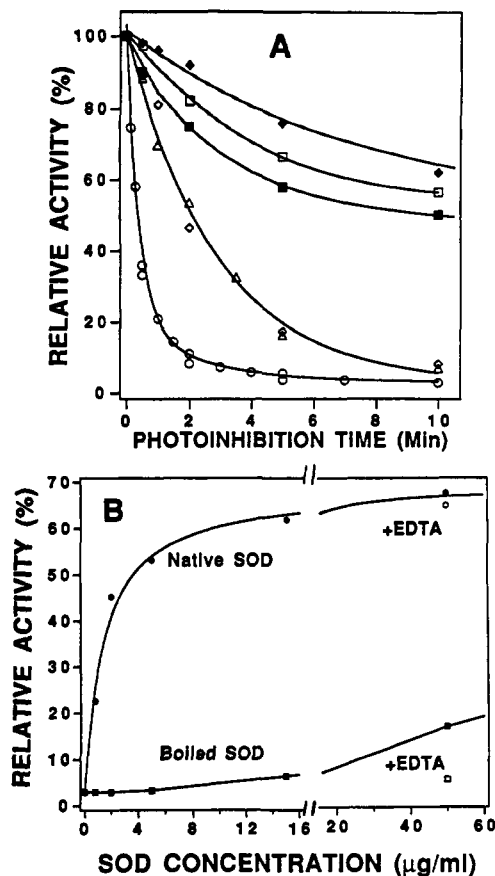 A
RELATIVE ACTIVITY (%)
100
80
60
40
20
0
0 2 4 6 8 10
PHOTOINHIBITION TIME (Min)
B
RELATIVE ACTIVITY (%)
70
60
50
40
30
20
10
0
Native SOD
+EDTA
Boiled SOD
+EDTA
0 4 8 12 16 20 40 60
SOD CONCENTRATION (µg/ml)